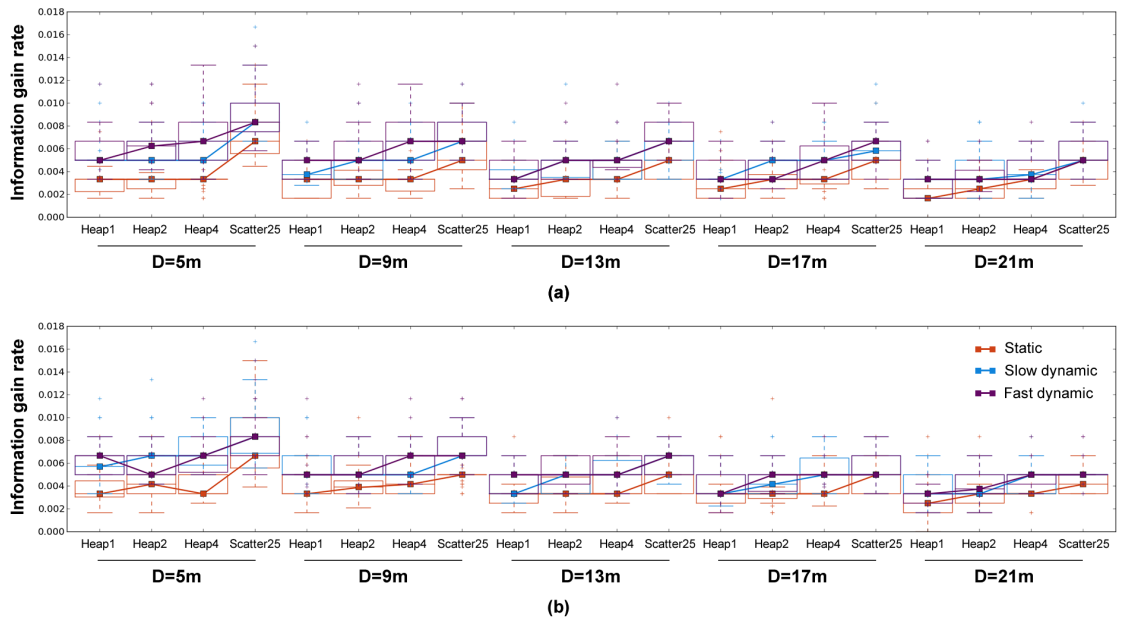 0.018
0.016
0.014
0.012
0.010
0.008
0.006
0.004
0.002
0.000
Information gain rate
Heap1 Heap2 Heap4 Scatter25 Heap1 Heap2 Heap4 Scatter25 Heap1 Heap2 Heap4 Scatter25 Heap1 Heap2 Heap4 Scatter25 Heap1 Heap2 Heap4 Scatter25
D=5m D=9m D=13m D=17m D=21m
(a)
0.018
0.016
0.014
0.012
0.010
0.008
0.006
0.004
0.002
0.000
Information gain rate
Static
Slow dynamic
Fast dynamic
Heap1 Heap2 Heap4 Scatter25 Heap1 Heap2 Heap4 Scatter25 Heap1 Heap2 Heap4 Scatter25 Heap1 Heap2 Heap4 Scatter25 Heap1 Heap2 Heap4 Scatter25
D=5m D=9m D=13m D=17m D=21m
(b)